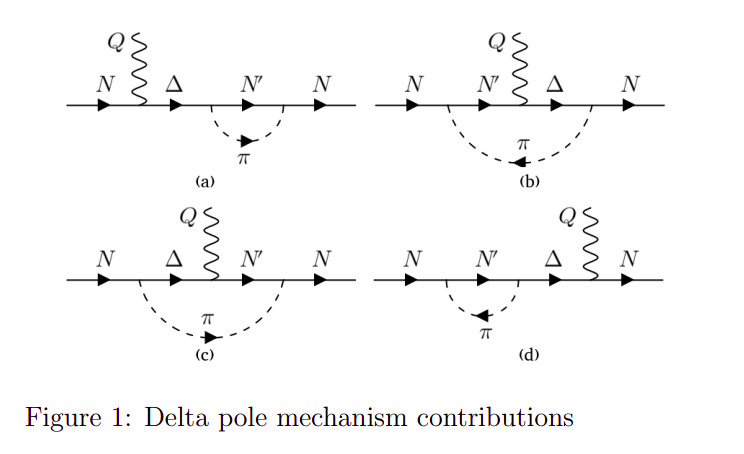 Q Q
N Δ N' N N N' Δ N
π π
(a) (b)
Q Q
N Δ N' N N N' Δ N
π π
(c) (d)
Figure 1: Delta pole mechanism contributions